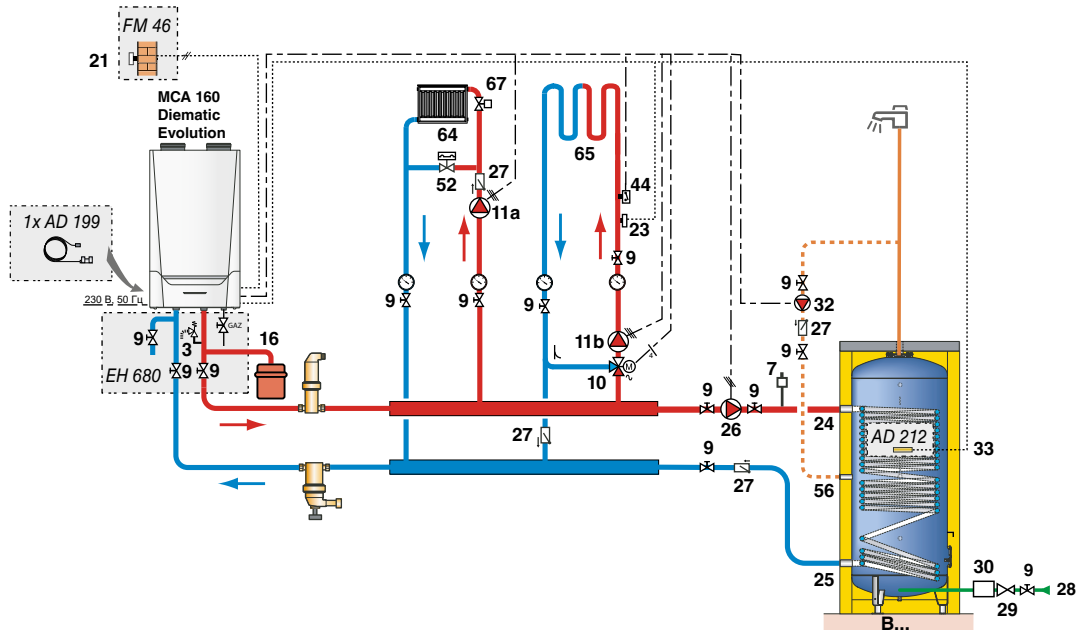 FM 46
21
MCA 160
Diematic
Evolution
1x AD 199
230 В, 50 Гц
GAZ
9
3
9
9
EH 680
16
67
64
52
27
11a
9
9
65
44
23
9
9
11b
10
M
27
9
26
9
7
9
27
9
32
27
9
24
AD 212
33
56
25
30
9
28
29
B...